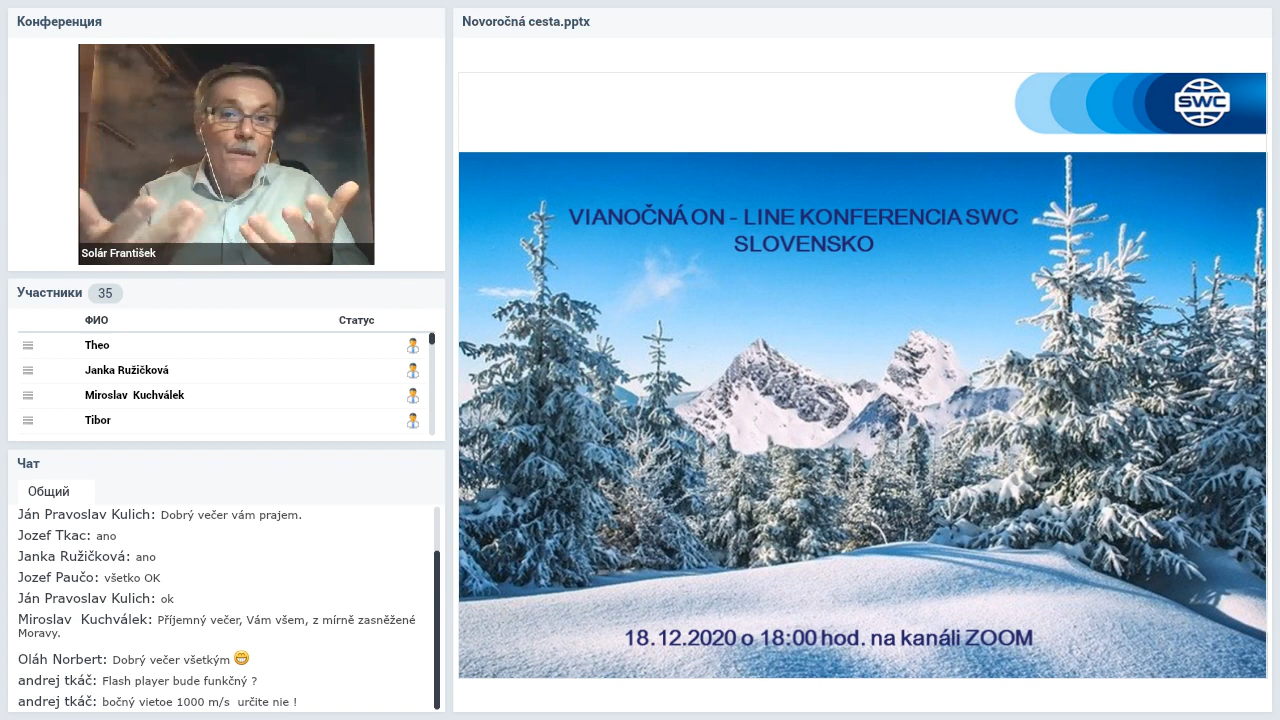 Конференция
Solár František
Участники 35
ФИО Статус
Theo
Janka Ružičková
Miroslav Kuchválek
Tibor
Чат
Общий
Ján Pravoslav Kulich: Dobrý večer vám prajem.
Jozef Tkac: ano
Janka Ružičková: ano
Jozef Paučo: všetko OK
Ján Pravoslav Kulich: ok
Miroslav Kuchválek: Příjemný večer, Vám všem, z mírně zasněžené
Moravy.
Oláh Norbert: Dobrý večer všetkým
andrej tkáč: Flash player bude funkčný ?
andrej tkáč: bočný vietoe 1000 m/s určite nie !
Novoročná cesta.pptx
SWC
VIANOČNÁ ON - LINE KONFERENCIA SWC
SLOVENSKO
18.12.2020 o 18:00 hod. na kanáli ZOOM